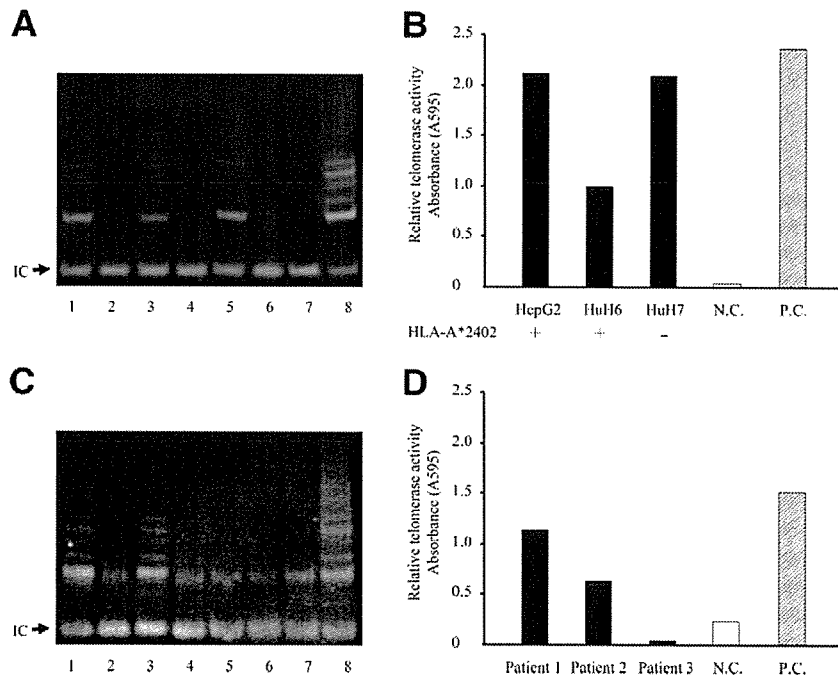 A
IC
1 2 3 4 5 6 7 8
B
Relative telomerase activity
Absorbance (A595)
2.5
2.0
1.5
1.0
0.5
0
HepG2 HuH6 HuH7 N.C. P.C.
HLA-A*2402 + + -
C
IC
1 2 3 4 5 6 7 8
D
Relative telomerase activity
Absorbance (A595)
2.5
2.0
1.5
1.0
0.5
0
Patient 1 Patient 2 Patient 3 N.C. P.C.